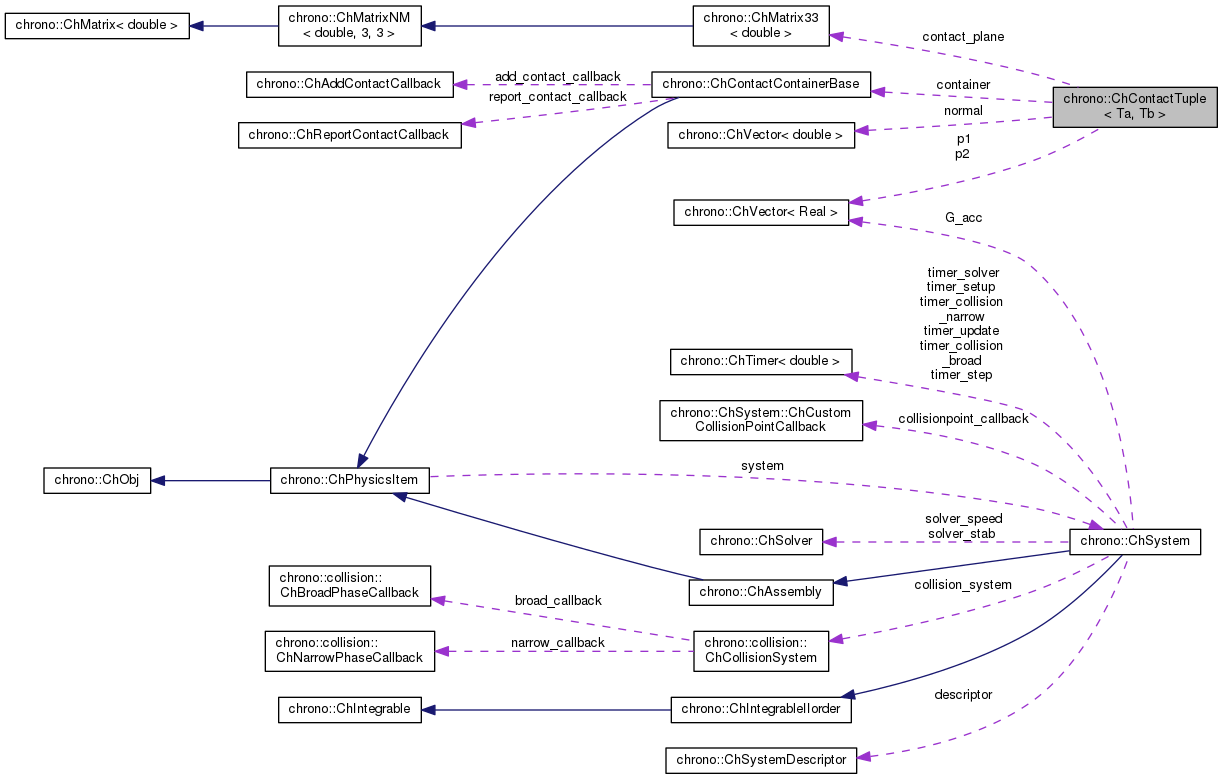 chrono::ChMatrix< double >
chrono::ChMatrixNM
< double, 3, 3 >
chrono::ChMatrix33
< double >
contact_plane
chrono::ChAddContactCallback
add_contact_callback
chrono::ChContactContainerBase
container
chrono::ChContactTuple
< Ta, Tb >
report_contact_callback
chrono::ChReportContactCallback
chrono::ChVector< double >
normal
p1
p2
chrono::ChVector< Real >
G_acc
timer_solver
timer_setup
timer_collision
_narrow
timer_update
timer_collision
_broad
timer_step
chrono::ChTimer< double >
chrono::ChSystem::ChCustom
CollisionPointCallback
collisionpoint_callback
chrono::ChObj
chrono::ChPhysicsItem
system
chrono::ChSolver
solver_speed
solver_stab
chrono::ChSystem
chrono::ChAssembly
collision_system
chrono::collision::
ChBroadPhaseCallback
broad_callback
chrono::collision::
ChNarrowPhaseCallback
narrow_callback
chrono::collision::
ChCollisionSystem
chrono::ChIntegrable
chrono::ChIntegrableIIorder
descriptor
chrono::ChSystemDescriptor